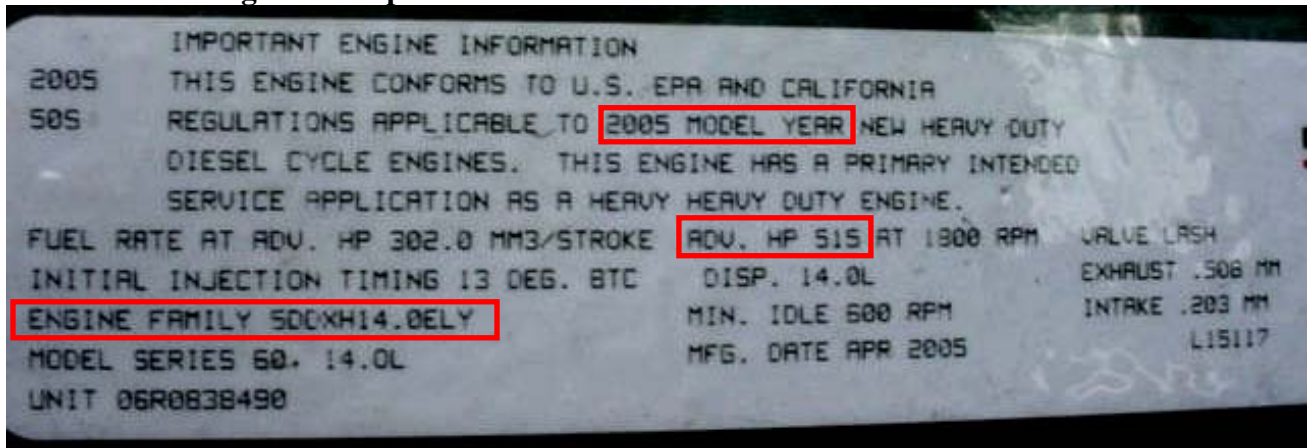 IMPORTANT ENGINE INFORMATION
2005 THIS ENGINE CONFORMS TO U.S. EPA AND CALIFORNIA
50S REGULATIONS APPLICABLE TO 2005 MODEL YEAR NEW HEAVY DUTY
DIESEL CYCLE ENGINES. THIS ENGINE HAS A PRIMARY INTENDED
SERVICE APPLICATION AS A HEAVY HEAVY DUTY ENGINE.
FUEL RATE AT ADV. HP 302.0 MM3/STROKE ADV. HP 515 AT 1800 RPM VALVE LASH
INITIAL INJECTION TIMING 13 DEG. BTC DISP. 14.0L EXHAUST .508 MM
ENGINE FAMILY 5DDXH14.0ELY MIN. IDLE 600 RPM INTAKE .203 MM
MODEL SERIES 60. 14.0L MFG. DATE APR 2005 L15117
UNIT 06R0838490